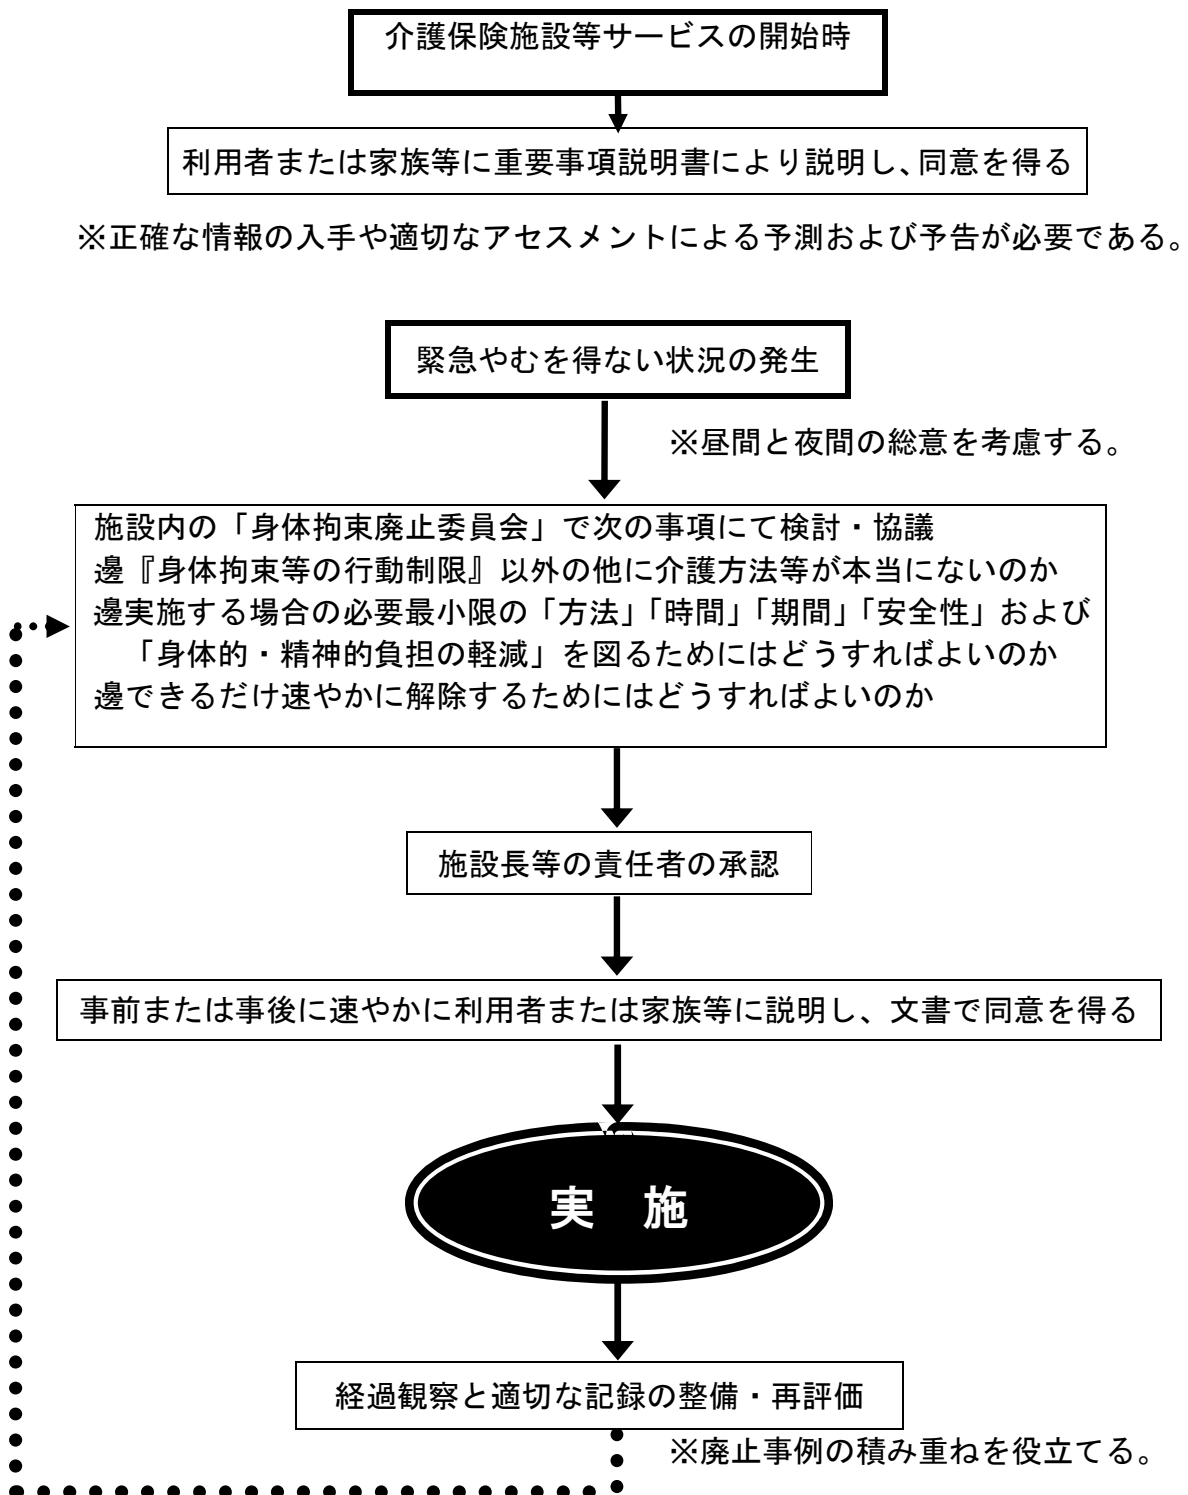 介護保険施設等サービスの開始時
利用者または家族等に重要事項説明書により説明し、同意を得る
※正確な情報の入手や適切なアセスメントによる予測および予告が必要である。
緊急やむを得ない状況の発生
※昼間と夜間の総意を考慮する。
施設内の「身体拘束廃止委員会」で次の事項にて検討・協議
邊『身体拘束等の行動制限』以外の他に介護方法等が本当にないのか
邊実施する場合の必要最小限の「方法」「時間」「期間」「安全性」および
「身体的・精神的負担の軽減」を図るためにはどうすればよいのか
邊できるだけ速やかに解除するためにはどうすればよいのか
施設長等の責任者の承認
事前または事後に速やかに利用者または家族等に説明し、文書で同意を得る
実　施
経過観察と適切な記録の整備・再評価
※廃止事例の積み重ねを役立てる。